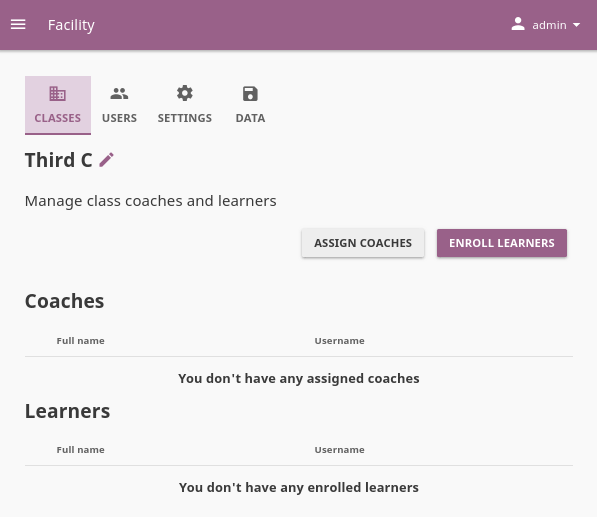 Facility
admin
CLASSES USERS SETTINGS DATA
Third C
Manage class coaches and learners
ASSIGN COACHES ENROLL LEARNERS
Coaches
Full name Username
You don't have any assigned coaches
Learners
Full name Username
You don't have any enrolled learners